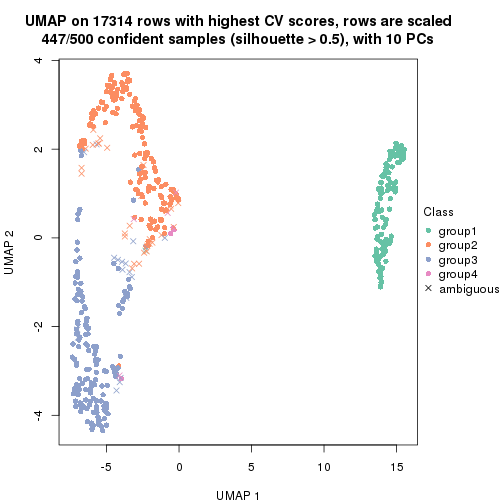 UMAP on 17314 rows with highest CV scores, rows are scaled
447/500 confident samples (silhouette > 0.5), with 10 PCs
4
2
0
-2
-4
UMAP 2
-5
0
5
10
15
UMAP 1
Class
group1
group2
group3
group4
ambiguous